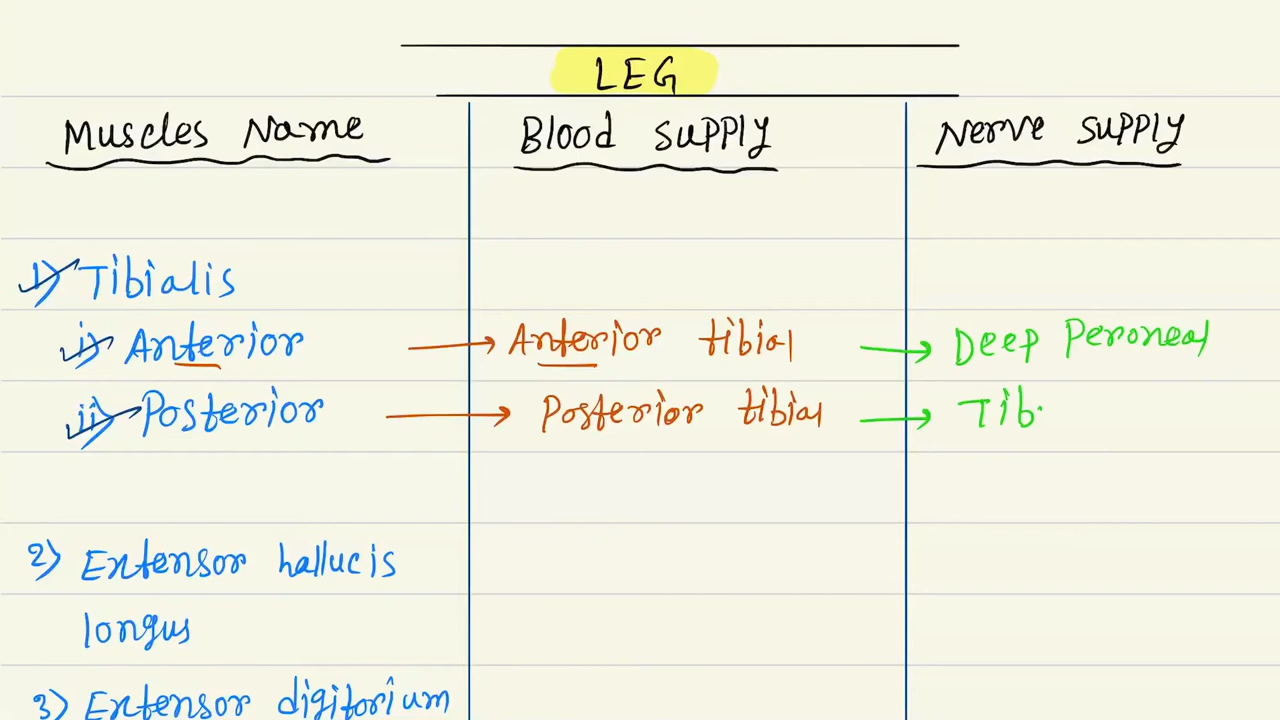 LEG
Muscles Name Blood Supply Nerve Supply
1) Tibialis
i) Anterior → Anterior tibial → Deep Peroneal
ii) Posterior → Posterior tibial → Tib
2) Extensor hallucis
longus
3) Extensor digitorium